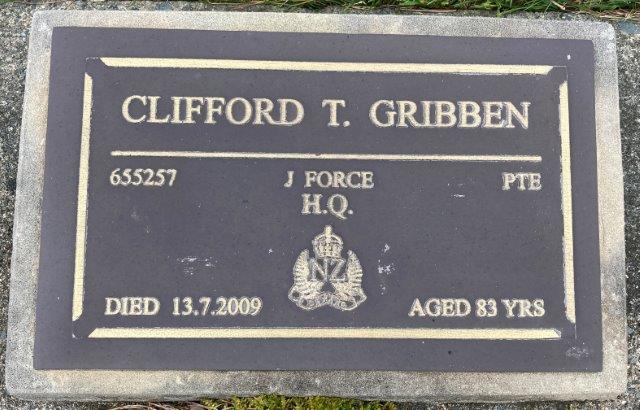 CLIFFORD T. GRIBBEN
655257 J FORCE PTE
H.Q.
NZ
DIED 13.7.2009 AGED 83 YRS